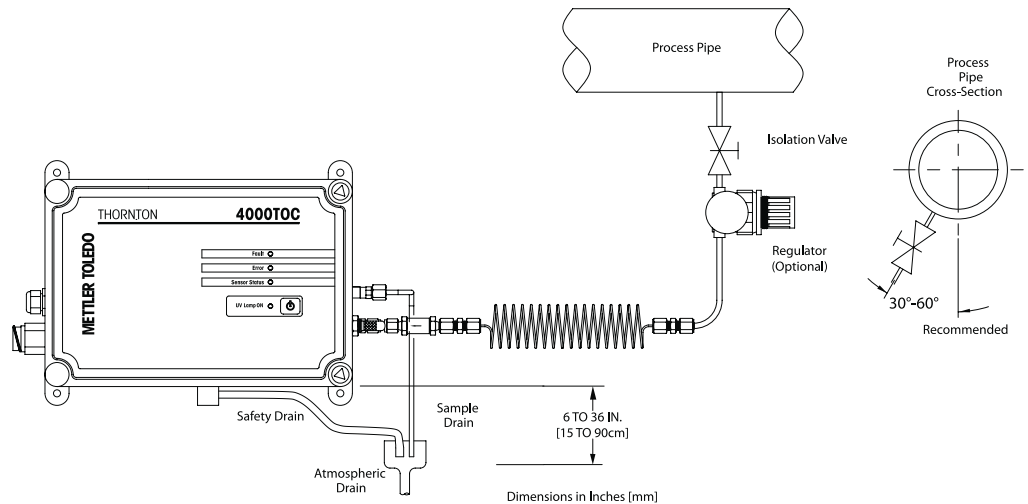 Process Pipe
Process
Pipe
Cross-Section
Isolation Valve
Regulator
(Optional)
30°-60°
Recommended
THORNTON
4000TOC
METTLER TOLEDO
Fault
Error
Sensor Status
UV Lamp ON
Safety Drain
Sample
Drain
Atmospheric
Drain
6 TO 36 IN.
[15 TO 90cm]
Dimensions in Inches [mm]